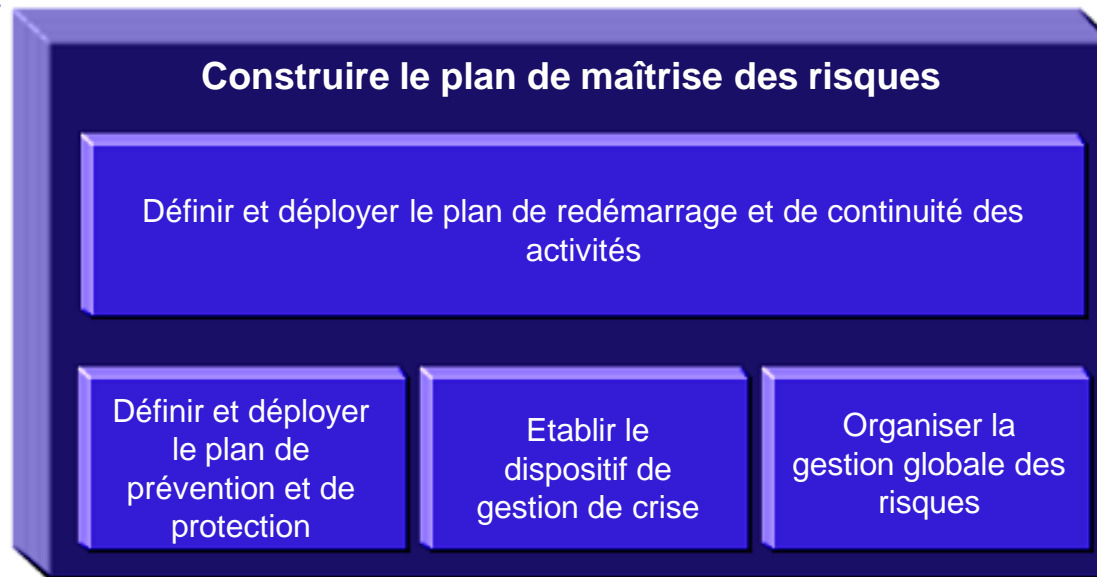 Construire le plan de maîtrise des risques
Définir et déployer le plan de redémarrage et de continuité des
activités
Définir et déployer
le plan de
prévention et de
protection
Etablir le
dispositif de
gestion de crise
Organiser la
gestion globale des
risques